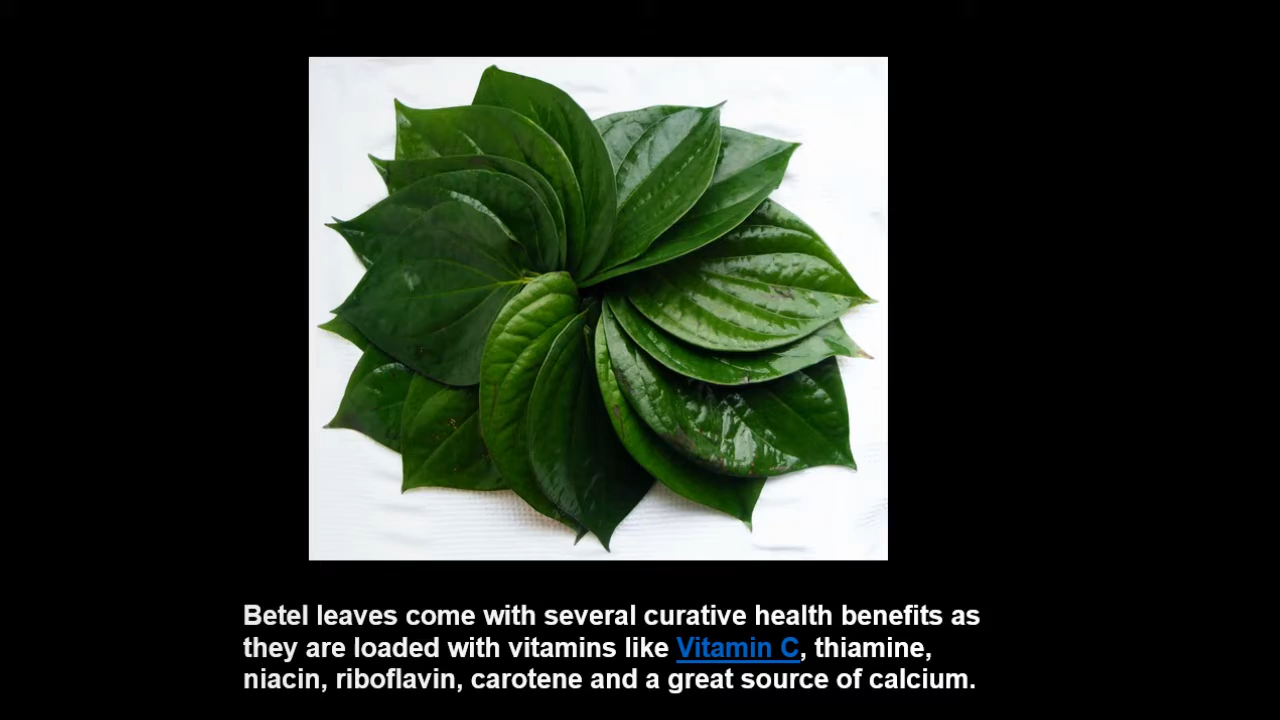 Betel leaves come with several curative health benefits as
they are loaded with vitamins like Vitamin C, thiamine,
niacin, riboflavin, carotene and a great source of calcium.